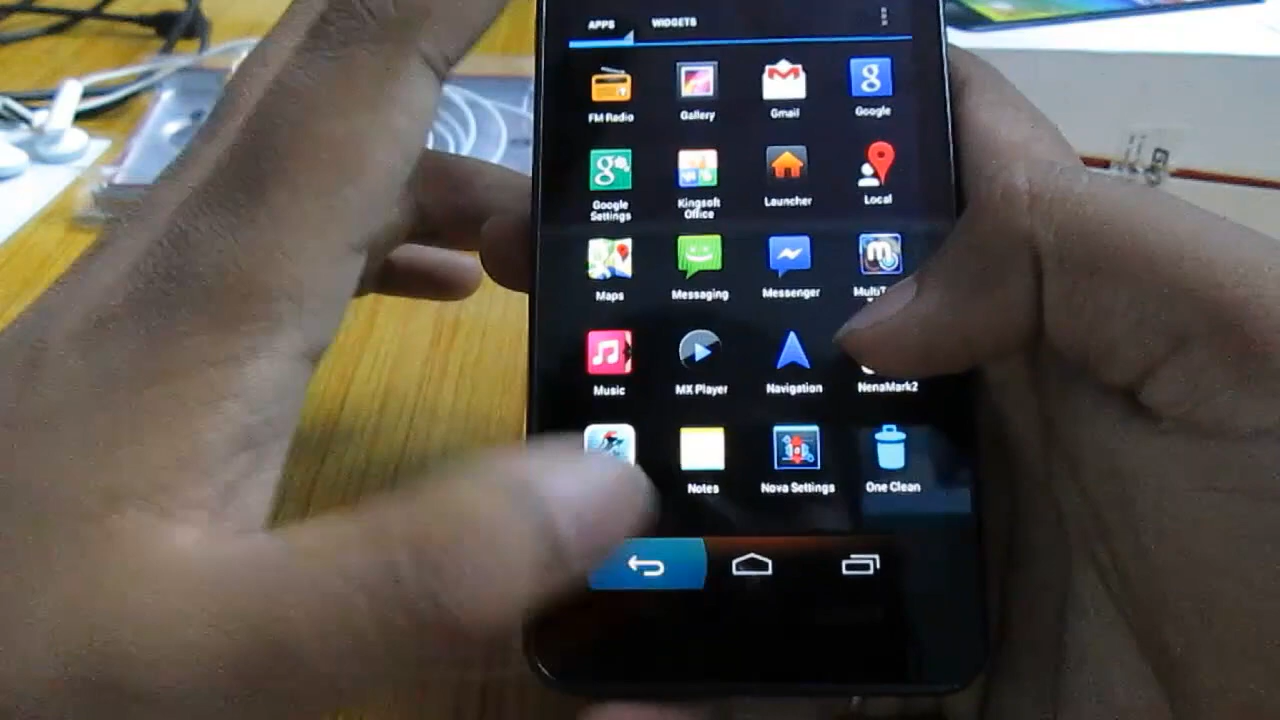 APPS WIDGETS
FM Radio Gallery Gmail Google
Google Settings Kingsoft Office Launcher Local
Maps Messaging Messenger
Music MX Player Navigation NenaMark2
Notes Nova Settings One Clean